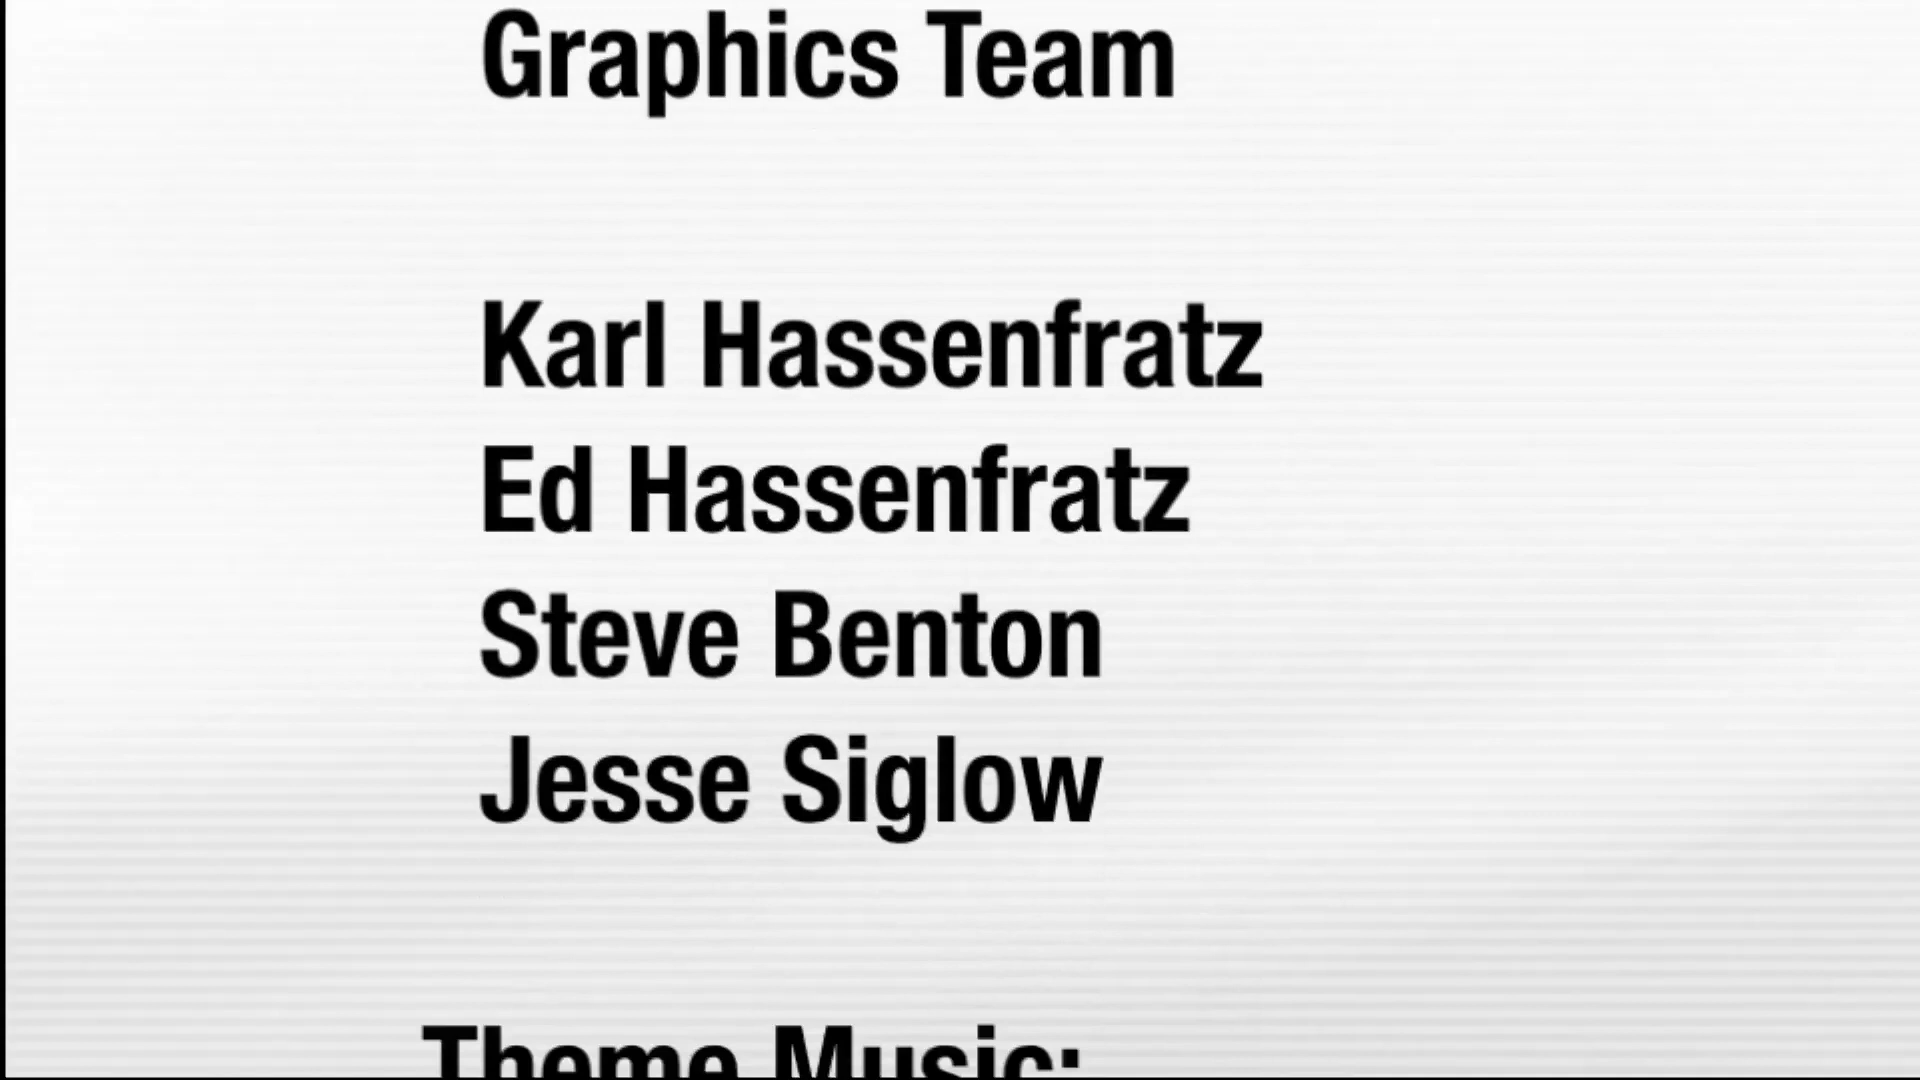 Graphics Team
Karl Hassenfratz
Ed Hassenfratz
Steve Benton
Jesse Siglow
Theme Music: